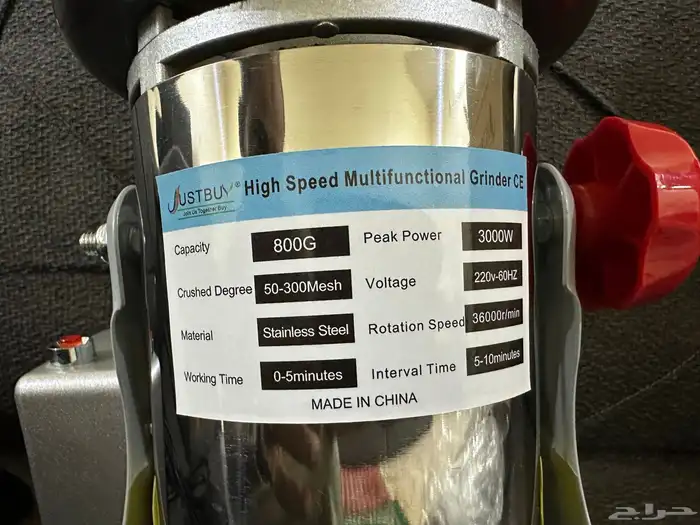 JUSTBUY® High Speed Multifunctional Grinder CE
Join Us Together Buy
Capacity 800G Peak Power 3000W
Crushed Degree 50-300Mesh Voltage 220v-60HZ
Material Stainless Steel Rotation Speed 36000r/min
Working Time 0-5minutes Interval Time 5-10minutes
MADE IN CHINA
حراج